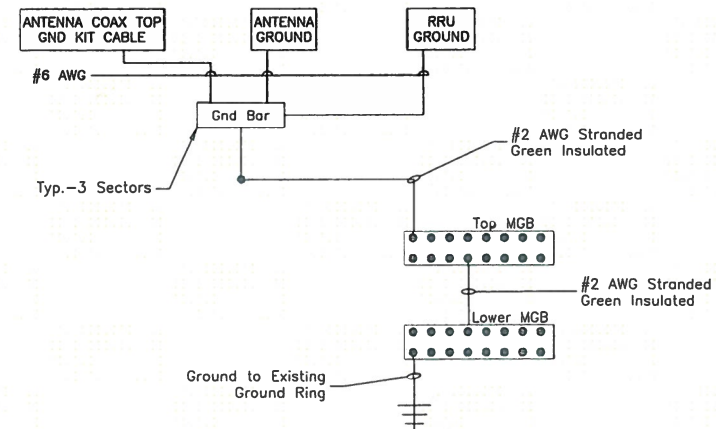 ANTENNA COAX TOP
GND KIT CABLE
ANTENNA
GROUND
RRU
GROUND
#6 AWG
Gnd Bar
#2 AWG Stranded
Green Insulated
Typ.-3 Sectors
Top MGB
#2 AWG Stranded
Green Insulated
Lower MGB
Ground to Existing
Ground Ring